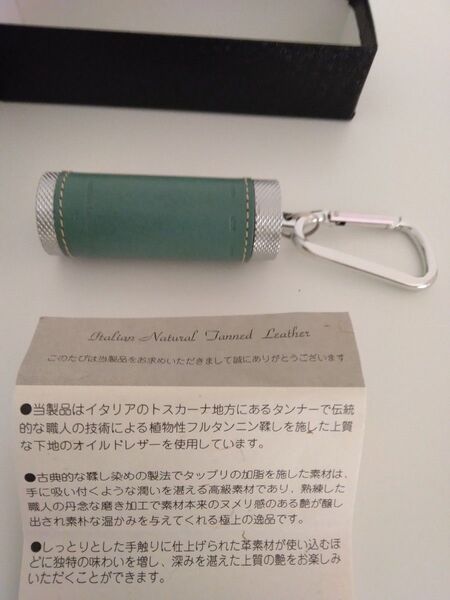 Italian Natural Tanned Leather
このたびは当製品をお求めいただきまして誠にありがとうございます
●当製品はイタリアのトスカーナ地方にあるタンナーで伝統
的な職人の技術による植物性フルタンニン鞣しを施した上質
な下地のオイルドレザーを使用しています。
●古典的な鞣し染めの製法でタップリの加脂を施した素材は、
手に吸い付くような潤いを湛える高級素材であり、熟練した
職人の丹念な磨き加工で素材本来のヌメリ感のある艶が醸し
出され素朴な温かみを与えてくれる極上の逸品です。
●しっとりとした手触りに仕上げられた革素材が使い込むほ
どに独特の味わいを増し、深みを湛えた上質の艶をお楽しみ
いただくことができます。